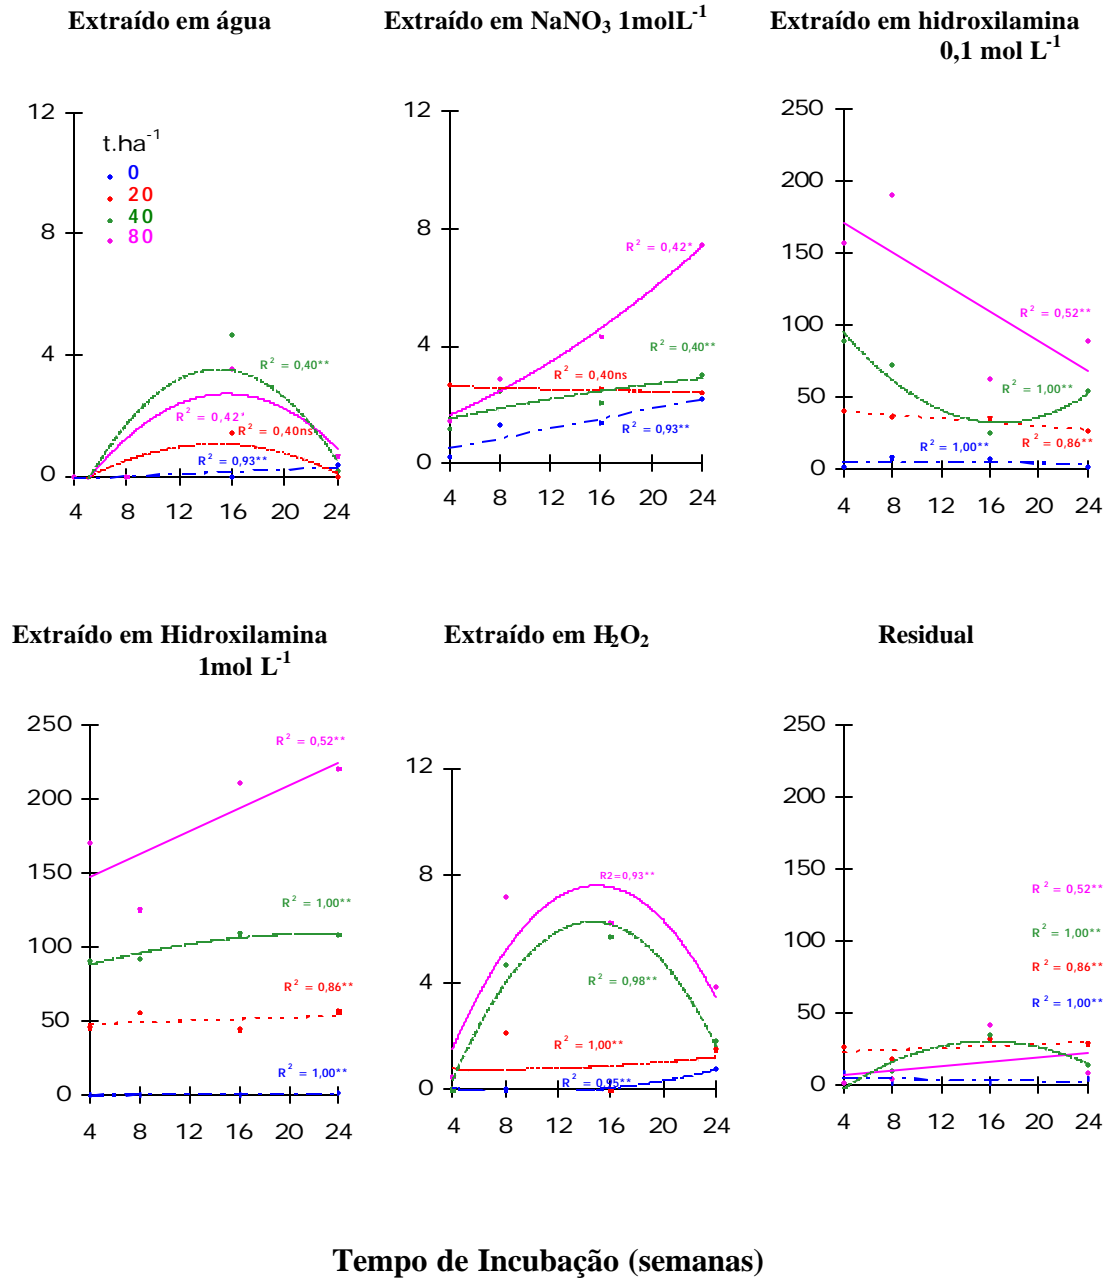 Extraído em água
Extraído em NaNO3 1molL-1
Extraído em hidroxilamina
0,1 mol L-1
12
8
4
0
4 8 12 16 20 24
t.ha-1
0
20
40
80
R2 = 0,40**
R2 = 0,42*
R2 = 0,40ns
R2 = 0,93**
12
8
4
0
4 8 12 16 20 24
R2 = 0,42*
R2 = 0,40**
R2 = 0,40ns
R2 = 0,93**
250
200
150
100
50
0
4 8 12 16 20 24
R2 = 0,52**
R2 = 1,00**
R2 = 0,86**
R2 = 1,00**
Extraído em Hidroxilamina
1mol L-1
Extraído em H2O2
Residual
250
200
150
100
50
0
4 8 12 16 20 24
R2 = 0,52**
R2 = 1,00**
R2 = 0,86**
R2 = 1,00**
12
8
4
0
4 8 12 16 20 24
R2=0,93**
R2 = 0,98**
R2 = 1,00**
R2 = 0,95**
250
200
150
100
50
0
4 8 12 16 20 24
R2 = 0,52**
R2 = 1,00**
R2 = 0,86**
R2 = 1,00**
Tempo de Incubação (semanas)